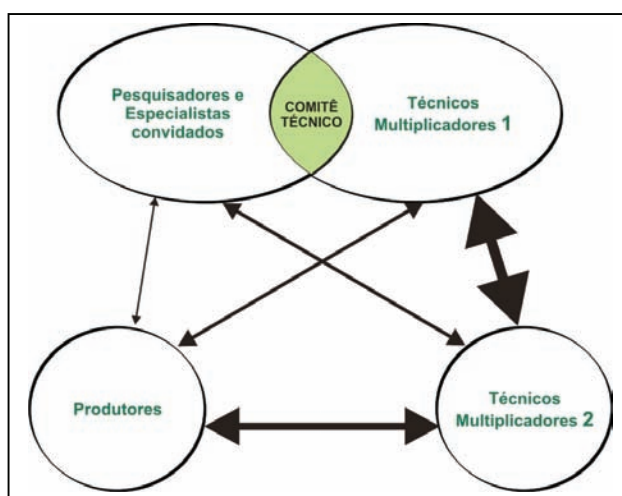 Pesquisadores e
Especialistas
convidados
COMITÊ
TÉCNICO
Técnicos
Multiplicadores 1
Produtores
Técnicos
Multiplicadores 2